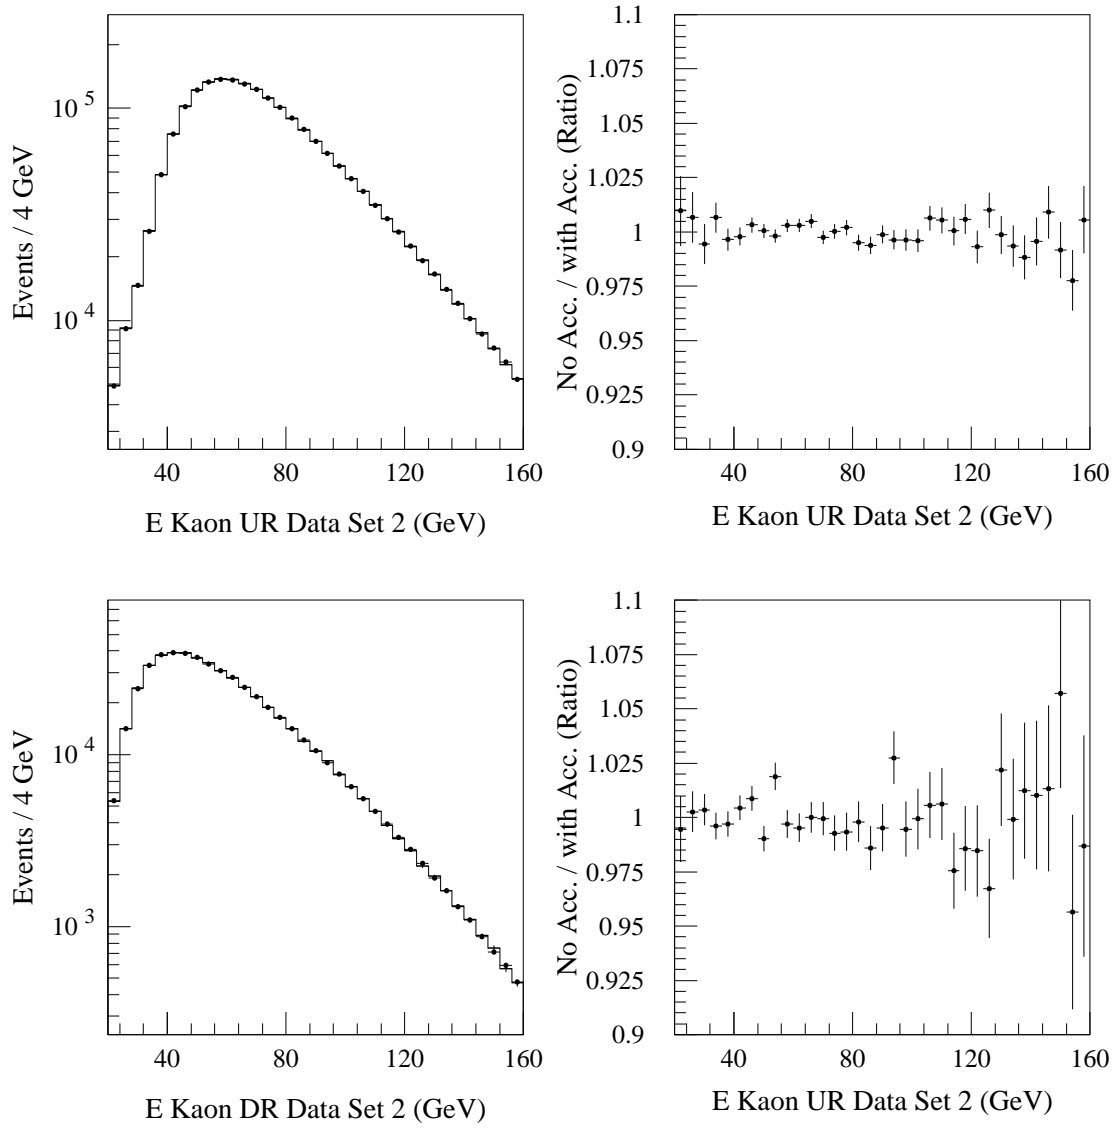 Events / 4 GeV
10^5
10^4
40 80 120 160
E Kaon UR Data Set 2 (GeV)
No Acc. / with Acc. (Ratio)
1.1
1.075
1.05
1.025
1
0.975
0.95
0.925
0.9
40 80 120 160
E Kaon UR Data Set 2 (GeV)
Events / 4 GeV
10^4
10^3
40 80 120 160
E Kaon DR Data Set 2 (GeV)
No Acc. / with Acc. (Ratio)
1.1
1.075
1.05
1.025
1
0.975
0.95
0.925
0.9
40 80 120 160
E Kaon UR Data Set 2 (GeV)